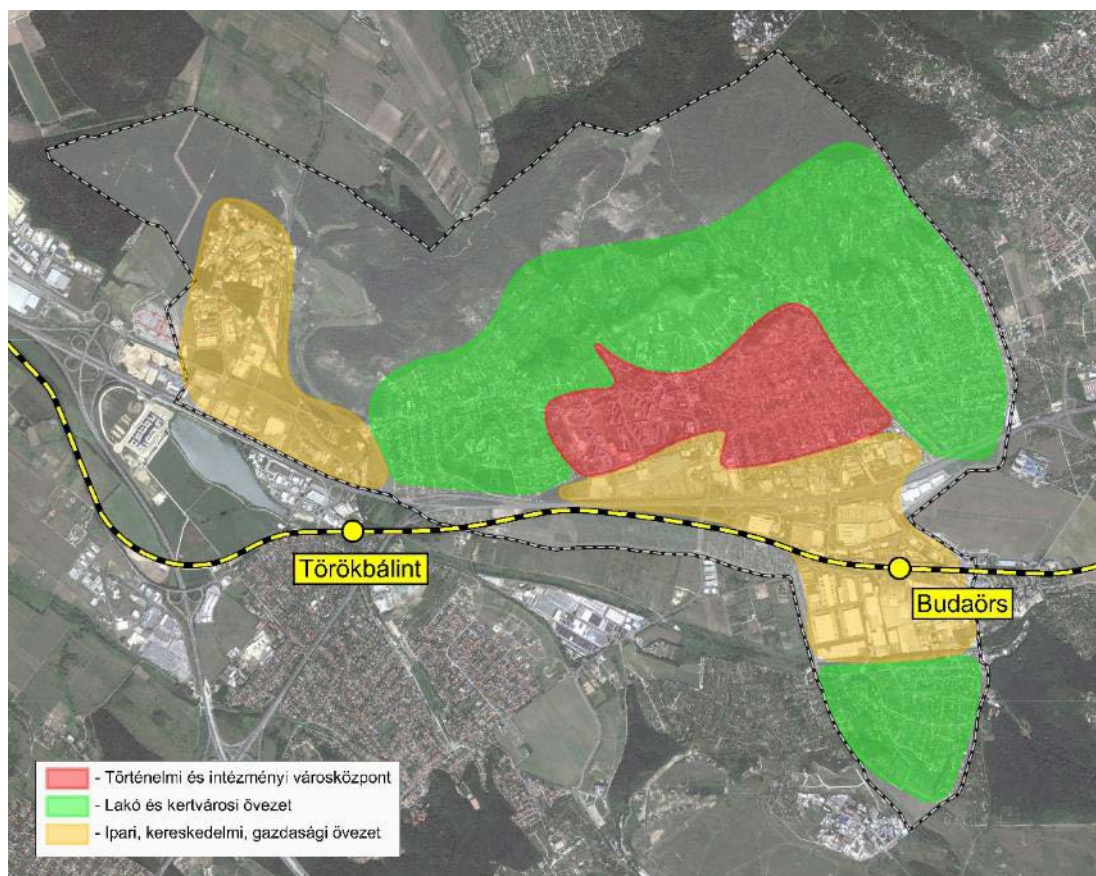 Törökbálint
Budaörs
- Történelmi és intézményi városközpont
- Lakó és kertvárosi övezet
- Ipari, kereskedelmi, gazdasági övezet